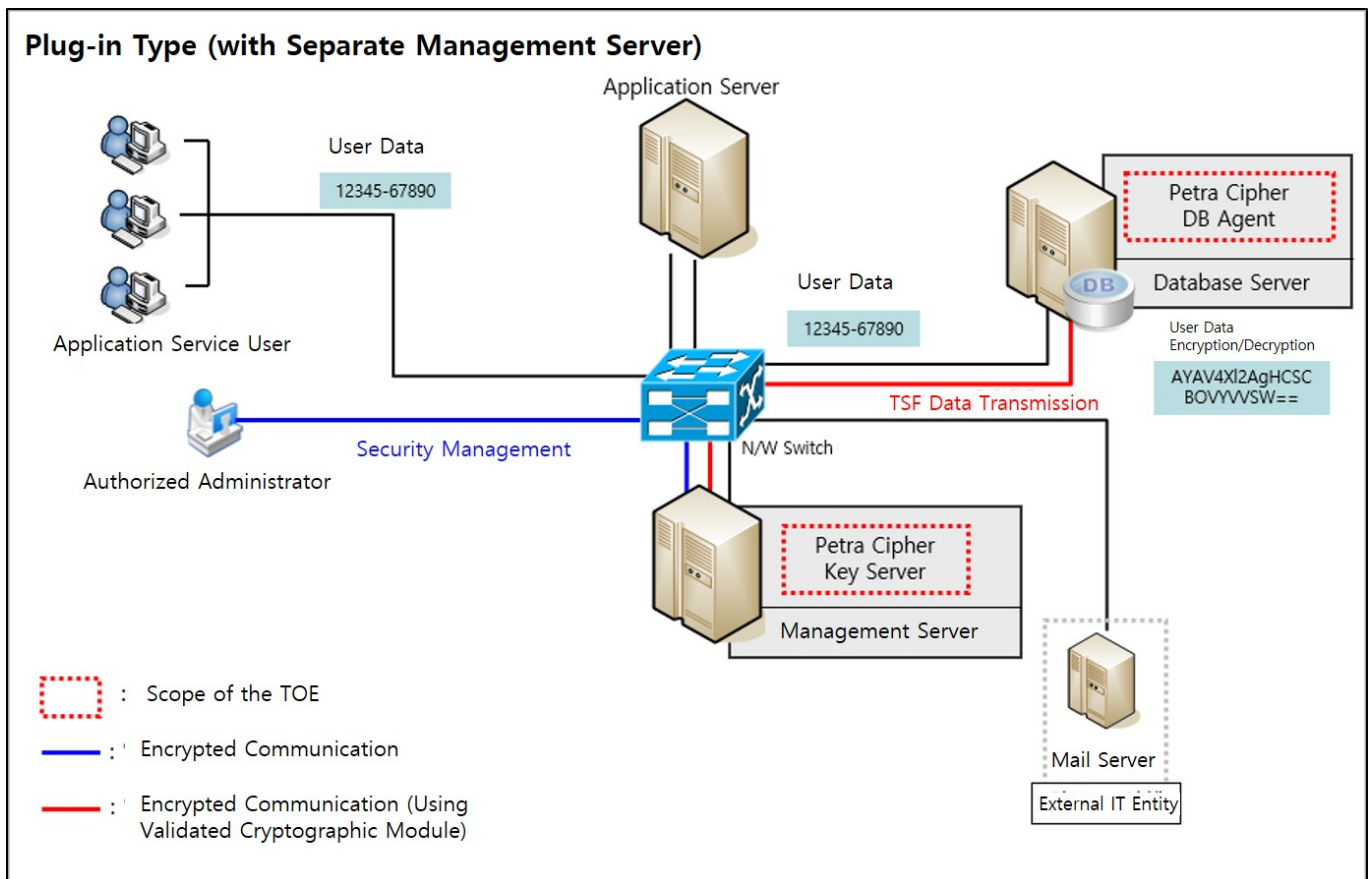 Plug-in Type (with Separate Management Server)
Application Server
User Data
12345-67890
Petra Cipher
DB Agent
DB
Database Server
Application Service User
User Data
12345-67890
User Data
Encryption/Decryption
AYAV4Xl2AgHCSC
BOVYVVSW==
TSF Data Transmission
N/W Switch
Security Management
Authorized Administrator
Petra Cipher
Key Server
Management Server
Mail Server
External IT Entity
: Scope of the TOE
: Encrypted Communication
: Encrypted Communication (Using
Validated Cryptographic Module)